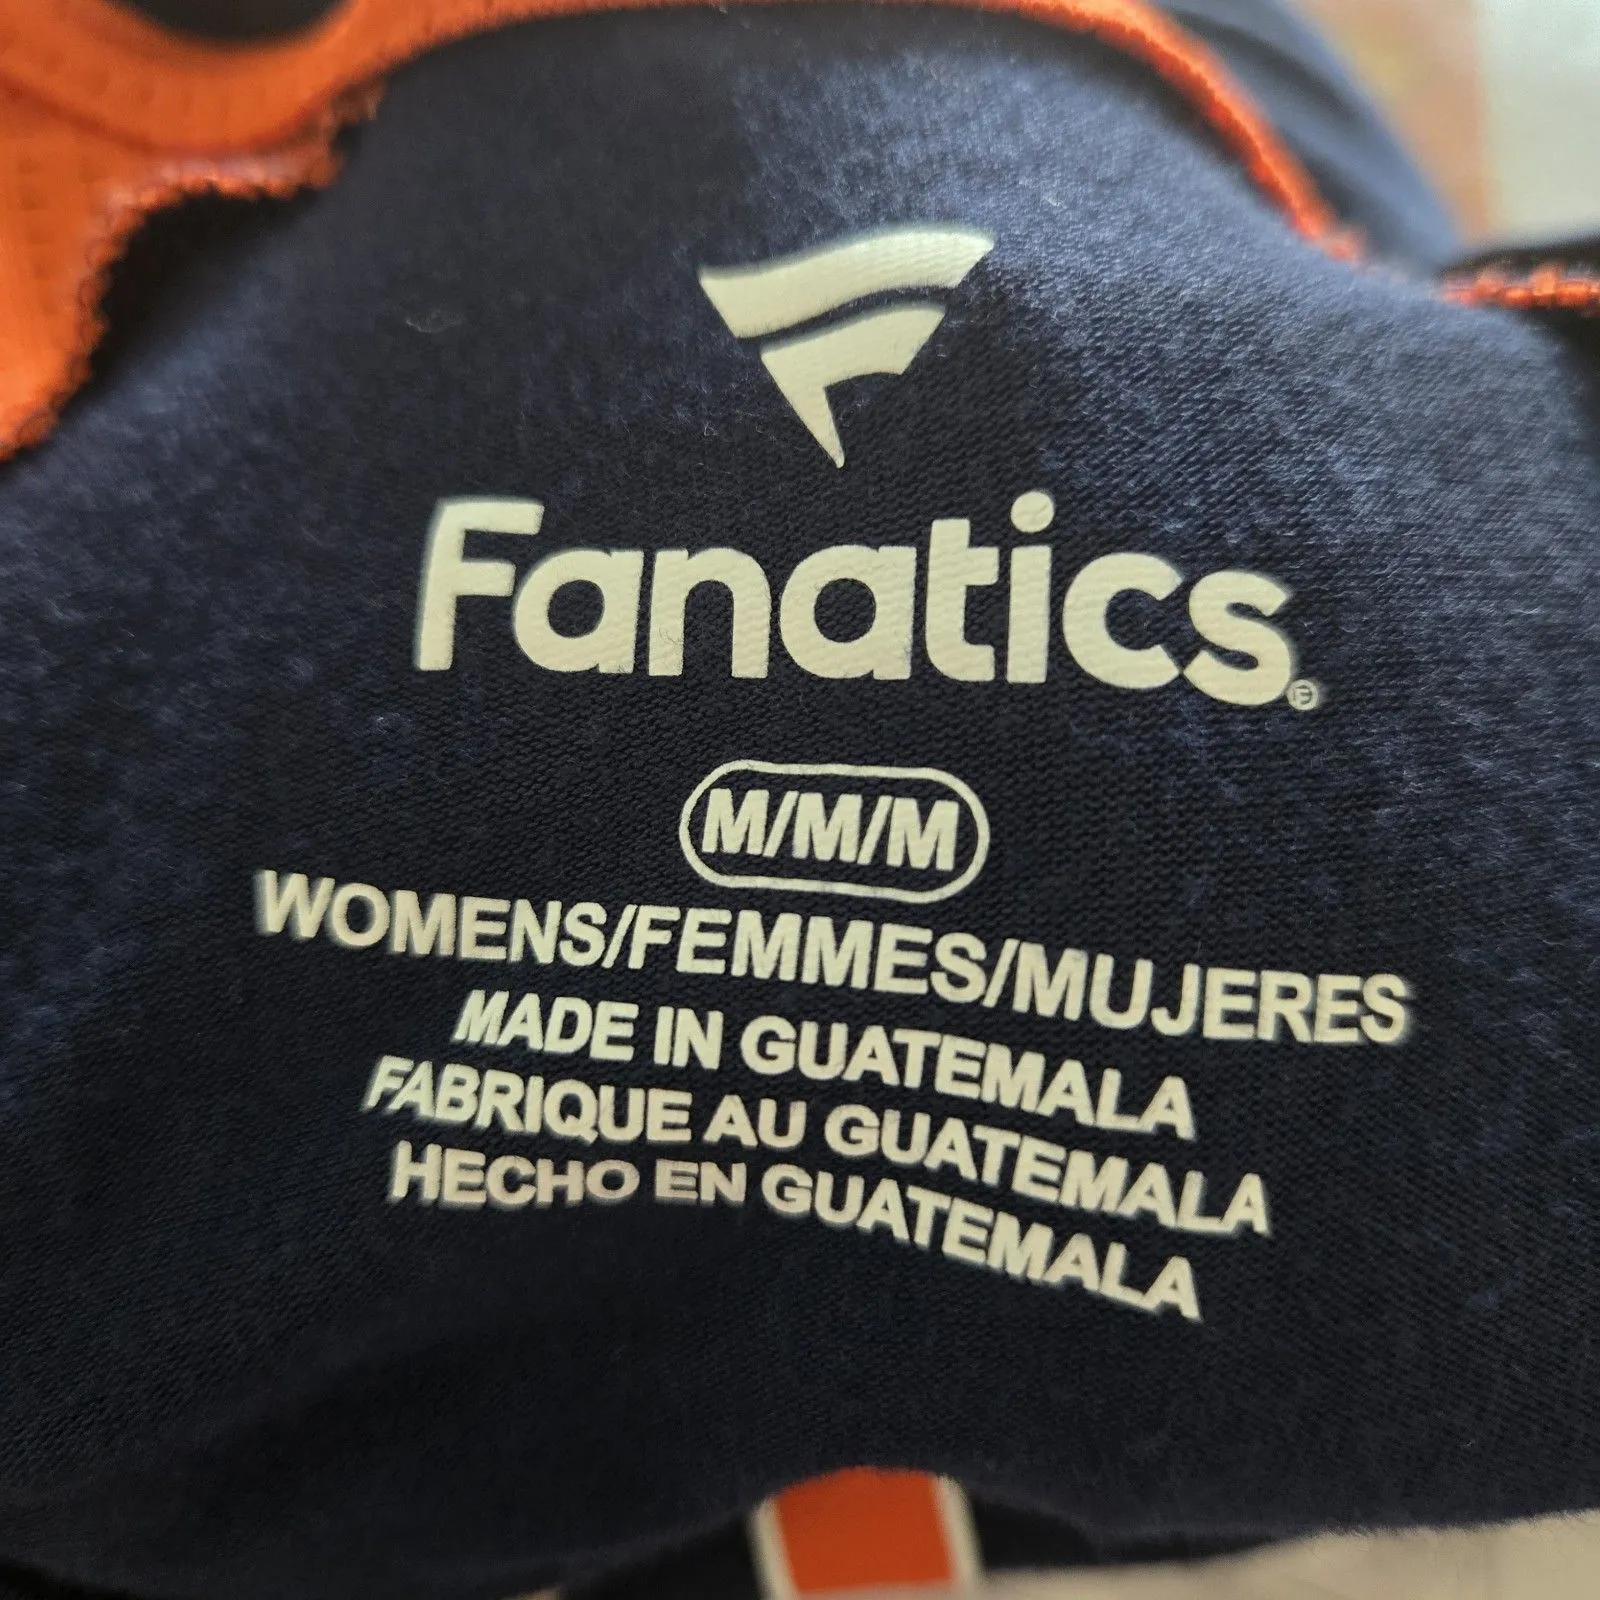 Fanatics®
M/M/M
WOMENS/FEMMES/MUJERES
MADE IN GUATEMALA
FABRIQUE AU GUATEMALA
HECHO EN GUATEMALA